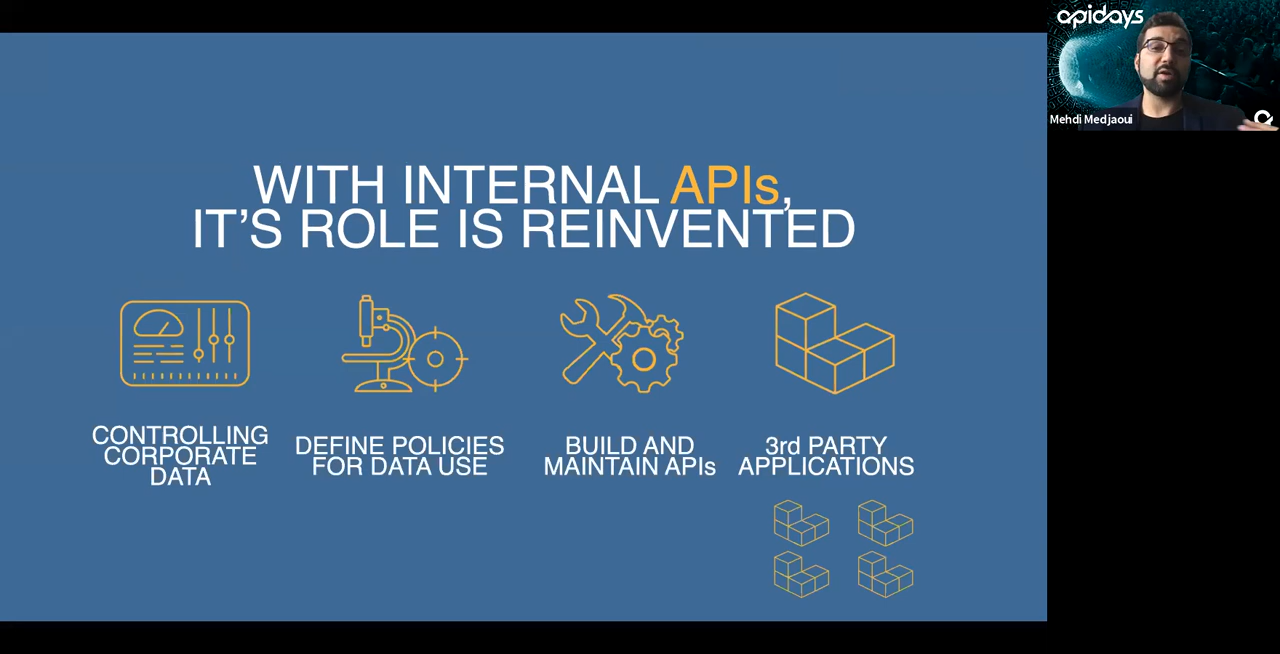 WITH INTERNAL APIs,
IT'S ROLE IS REINVENTED
CONTROLLING
CORPORATE
DATA
DEFINE POLICIES
FOR DATA USE
BUILD AND
MAINTAIN APIs
3rd PARTY
APPLICATIONS
apidays
Mehdi Medjaoui